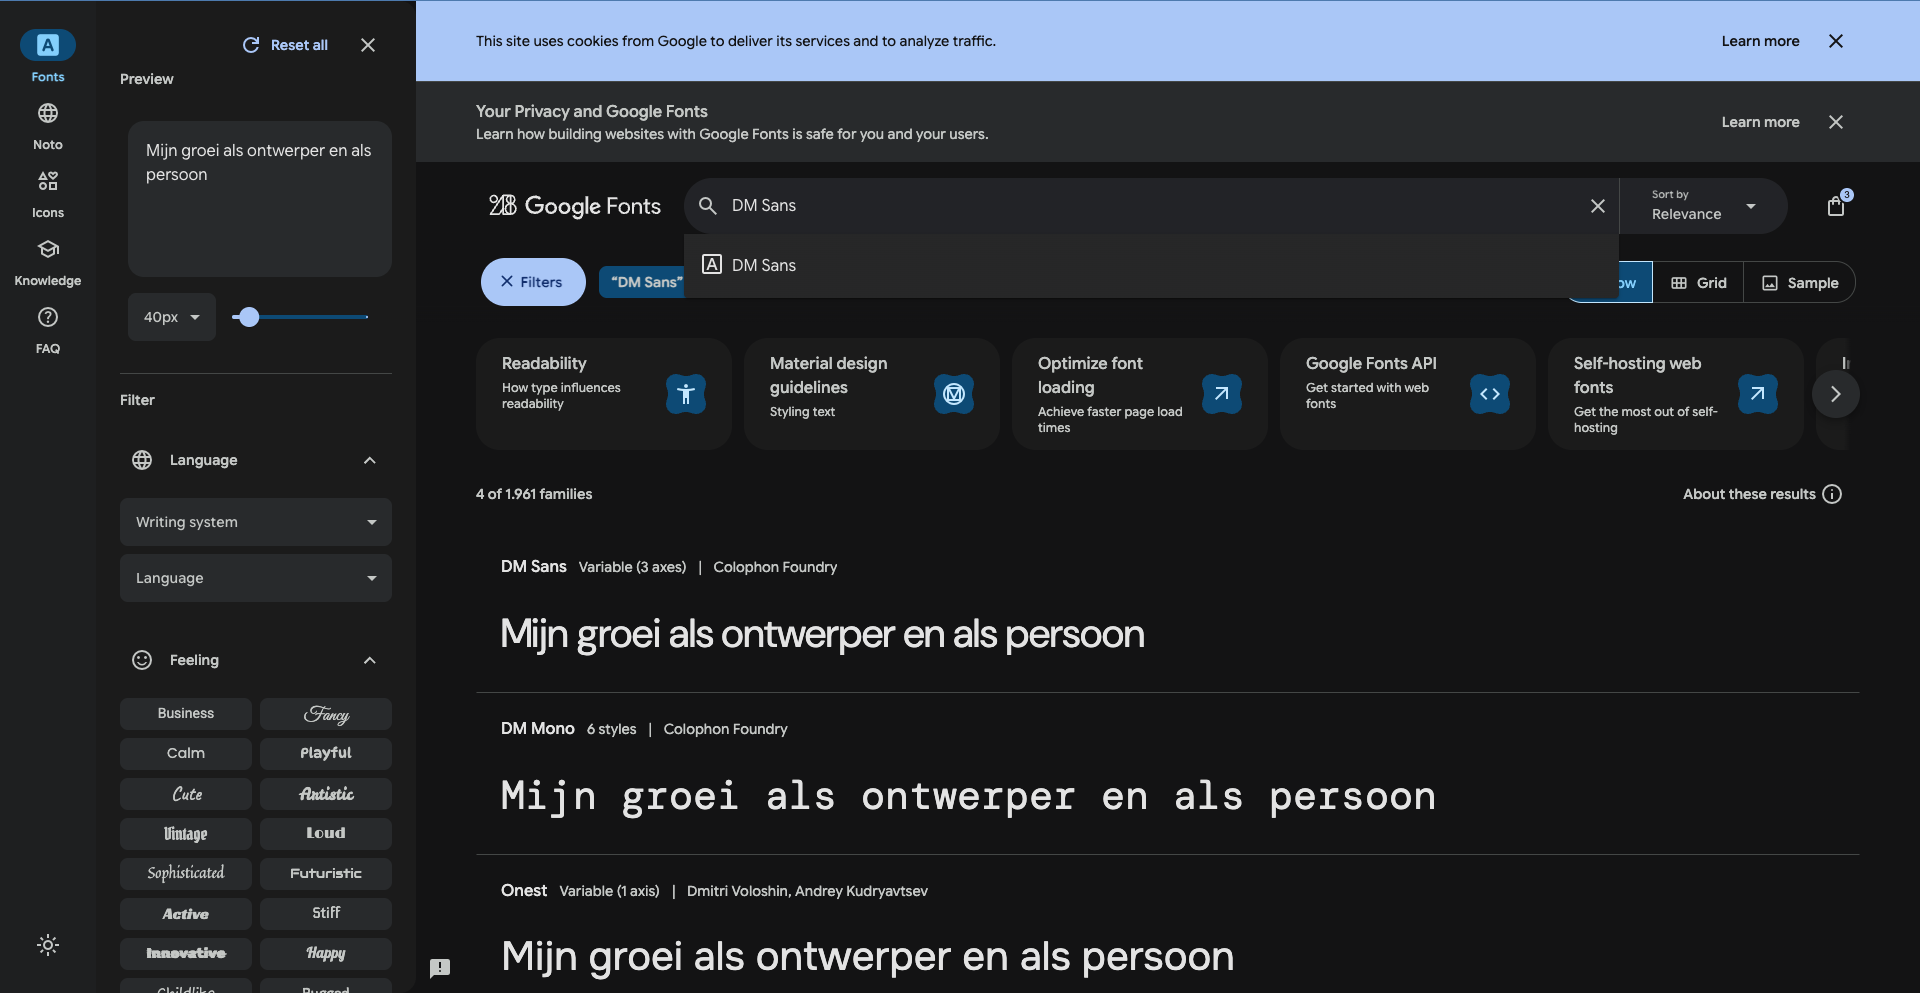 Fonts
Noto
Icons
Knowledge
FAQ
Reset all
Preview
Mijn groei als ontwerper en als
persoon
40px
Filter
Language
Writing system
Language
Feeling
Business
Fancy
Calm
Playful
Cute
Artistic
Vintage
Loud
Sophisticated
Futuristic
Active
Stiff
Innovative
Happy
Childlike
Rugged
This site uses cookies from Google to deliver its services and to analyze traffic.
Learn more
Your Privacy and Google Fonts
Learn how building websites with Google Fonts is safe for you and your users.
Learn more
Google Fonts
DM Sans
Sort by
Relevance
3
DM Sans
Filters
“DM Sans”
Grid
Sample
Readability
How type influences
readability
Material design
guidelines
Styling text
Optimize font
loading
Achieve faster page load
times
Google Fonts API
Get started with web
fonts
Self-hosting web
fonts
Get the most out of self-
hosting
4 of 1.961 families
About these results
DM Sans Variable (3 axes) | Colophon Foundry
Mijn groei als ontwerper en als persoon
DM Mono 6 styles | Colophon Foundry
Mijn groei als ontwerper en als persoon
Onest Variable (1 axis) | Dmitri Voloshin, Andrey Kudryavtsev
Mijn groei als ontwerper en als persoon